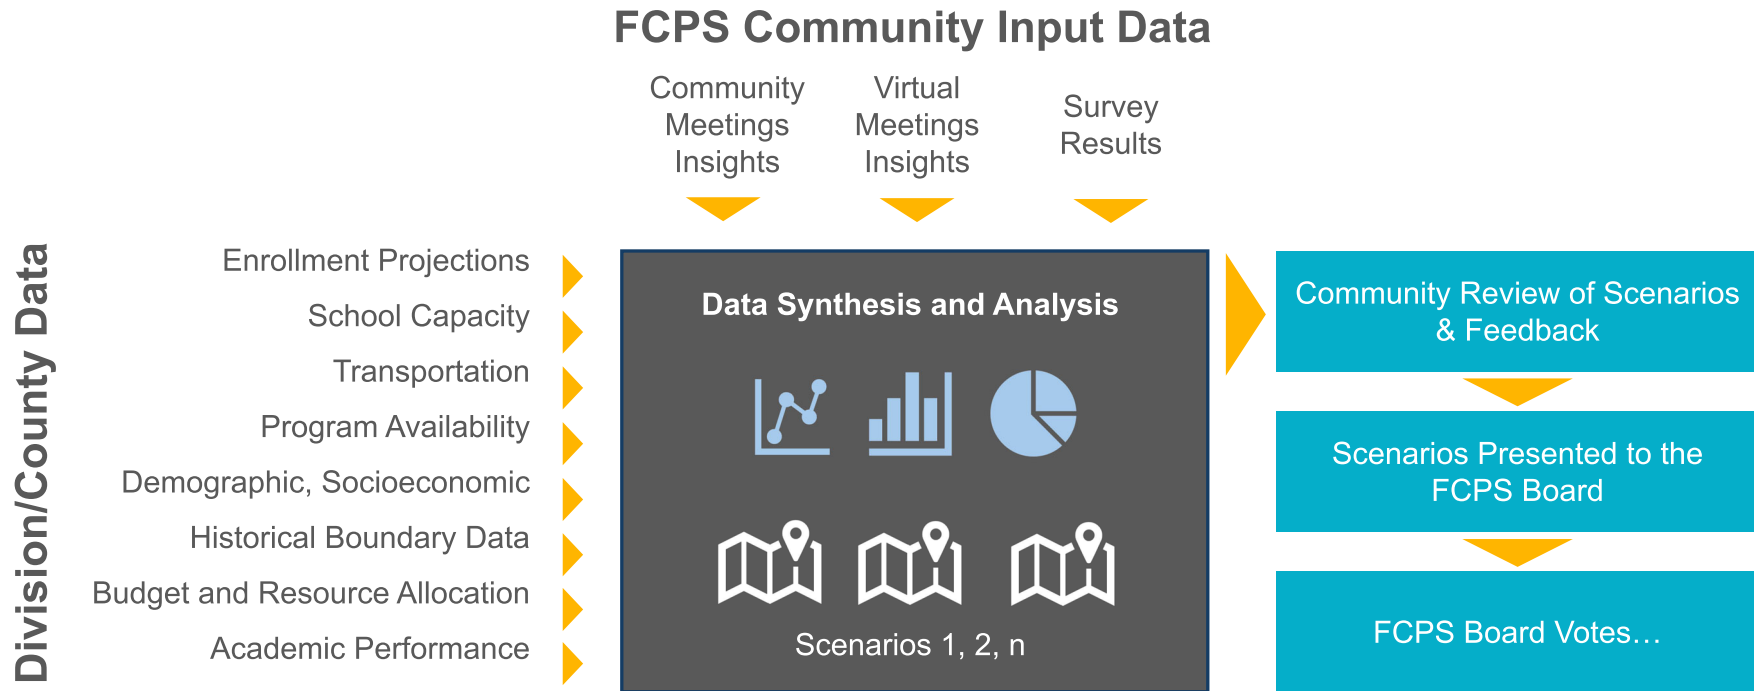 FCPS Community Input Data
Community
Meetings
Insights
Virtual
Meetings
Insights
Survey
Results
Division/County Data
Enrollment Projections
School Capacity
Transportation
Program Availability
Demographic, Socioeconomic
Historical Boundary Data
Budget and Resource Allocation
Academic Performance
Data Synthesis and Analysis
Scenarios 1, 2, n
Community Review of Scenarios
& Feedback
Scenarios Presented to the
FCPS Board
FCPS Board Votes…